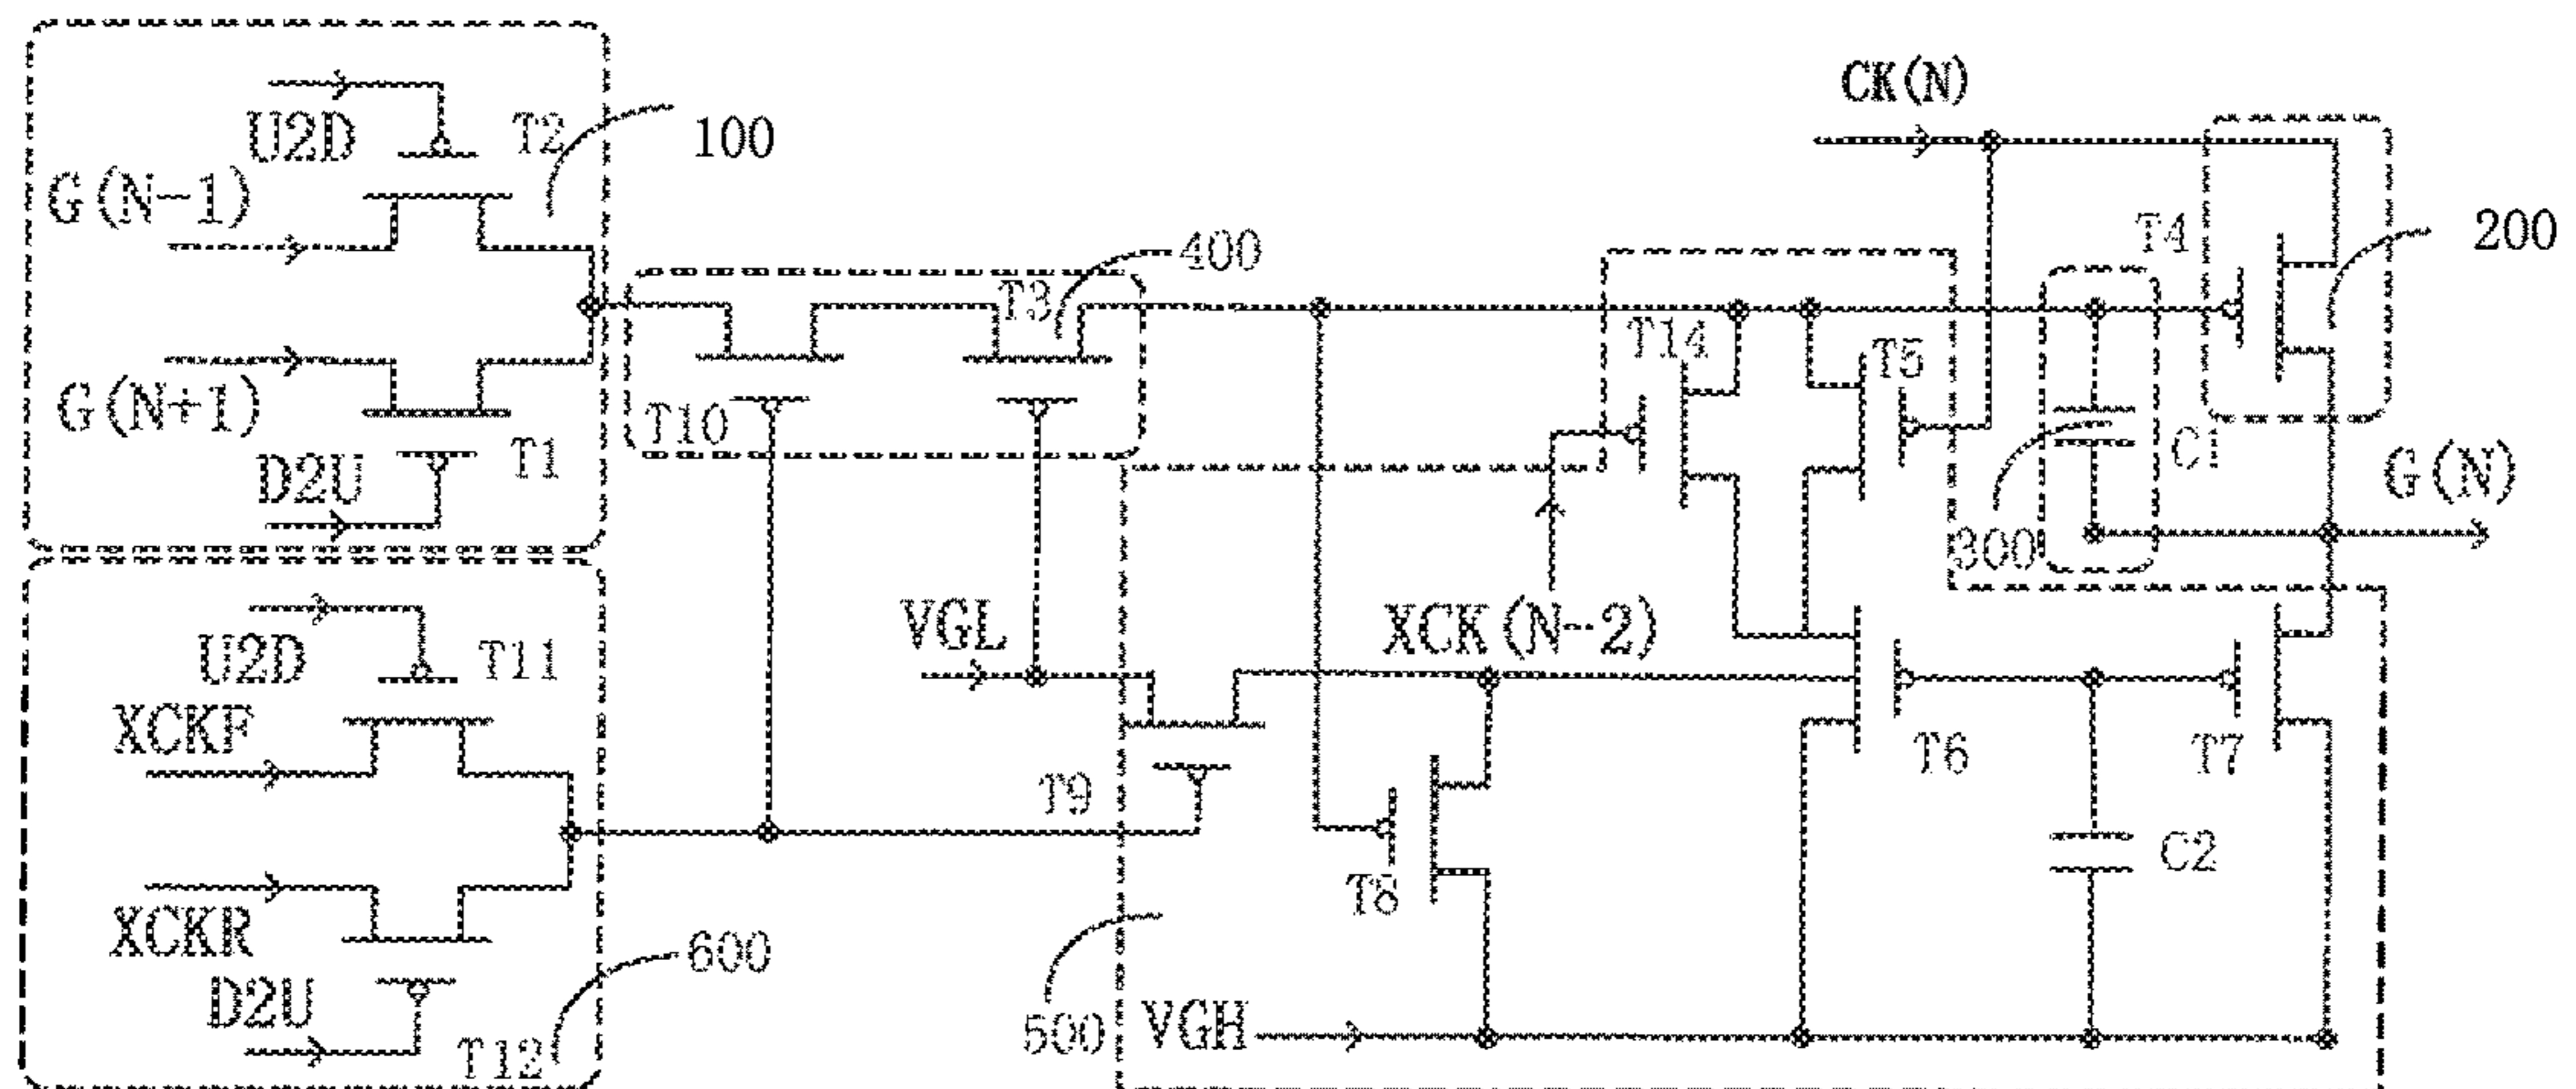 CK(N)
U2D
T2
100
G(N-1)
T4
200
400
T3
T14
T5
G(N+1)
T10
T1
C1
D2U
G(N)
300
VGL
XCK(N-2)
U2D
T11
XCKF
T6
T7
T9
C2
T8
XCKR
600
D2U
500
VGH
T12